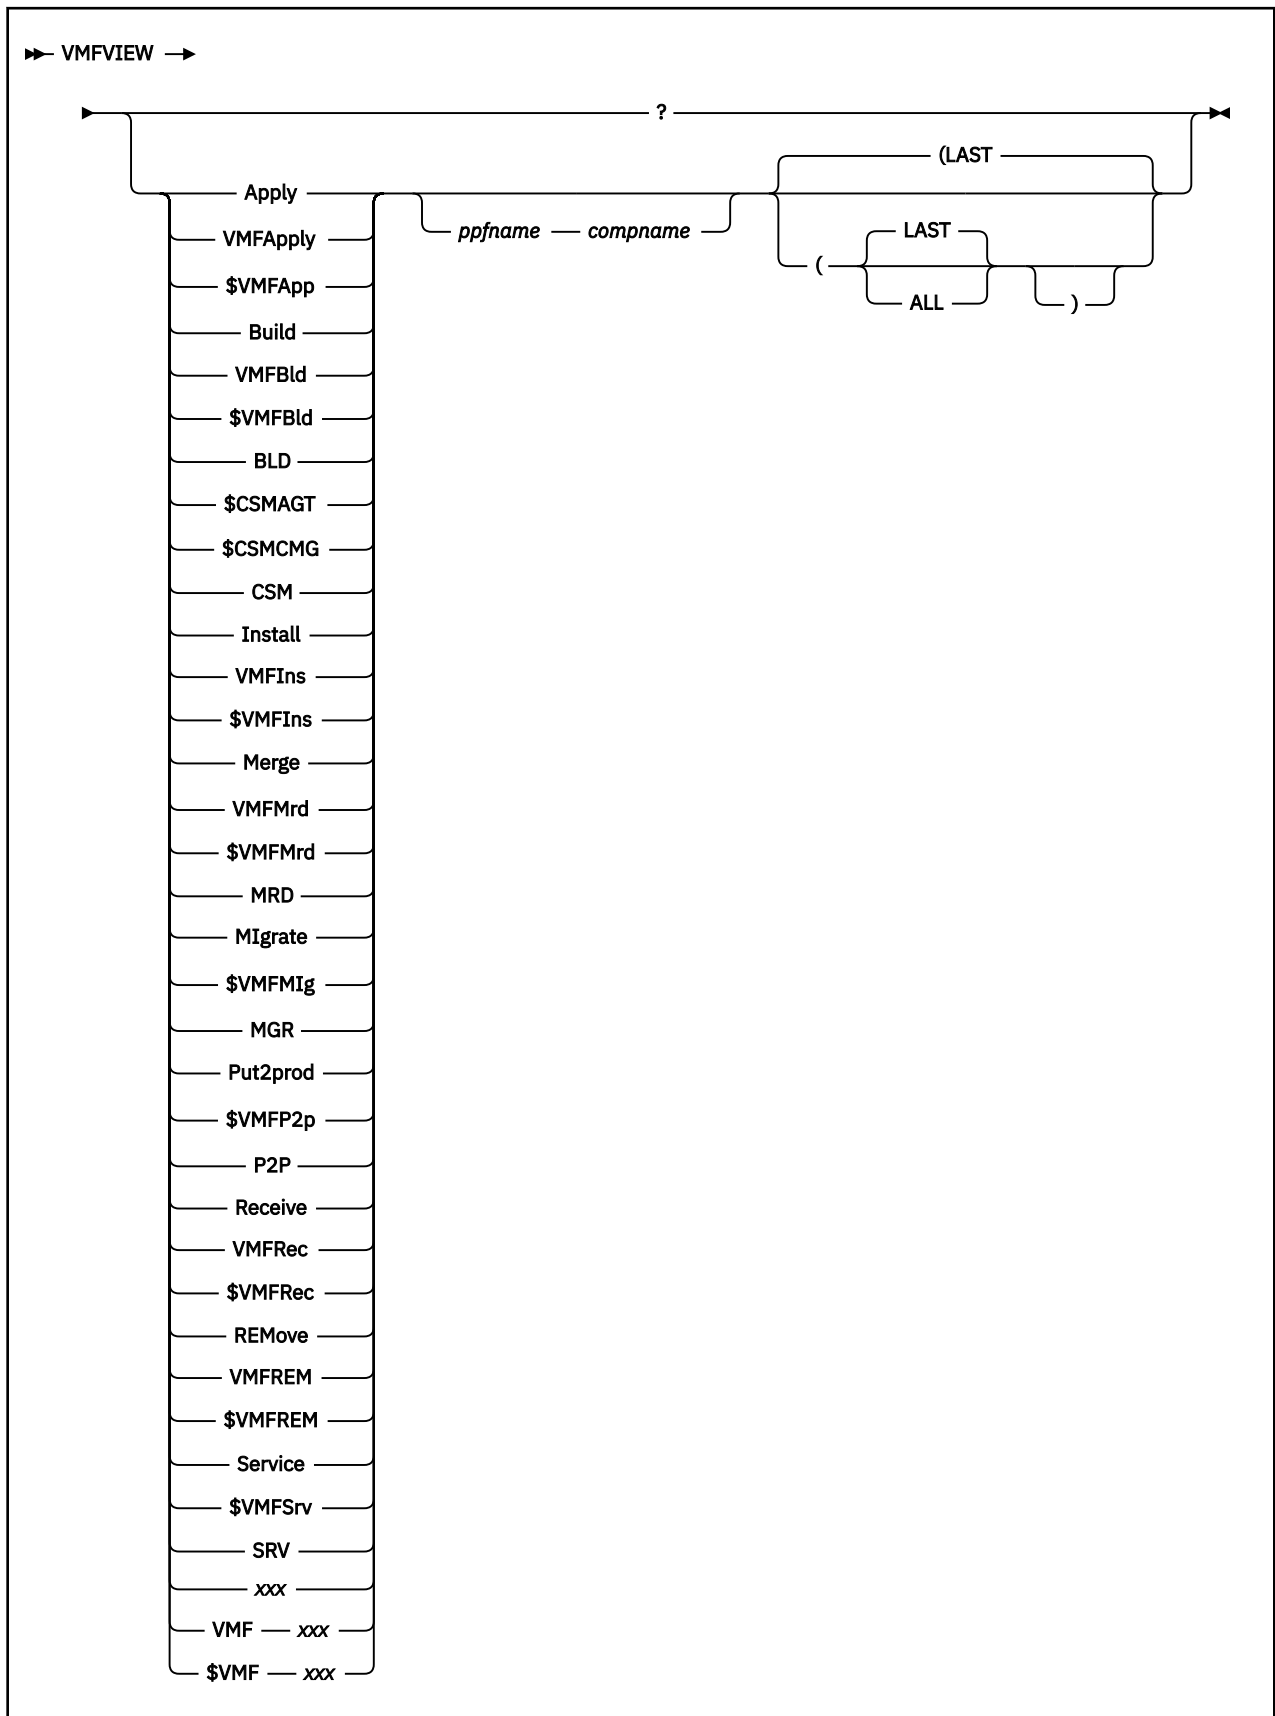 VMFVIEW
?
(LAST
Apply
ppfname compname
VMFApply
LAST
(
$VMFApp
ALL
)
Build
VMFBld
$VMFBld
BLD
$CSMAGT
$CSMCMG
CSM
Install
VMFIns
$VMFIns
Merge
VMFMrd
$VMFMrd
MRD
MIgrate
$VMFMIg
MGR
Put2prod
$VMFP2p
P2P
Receive
VMFRec
$VMFRec
REMove
VMFREM
$VMFREM
Service
$VMFSrv
SRV
xxx
VMF xxx
$VMF xxx